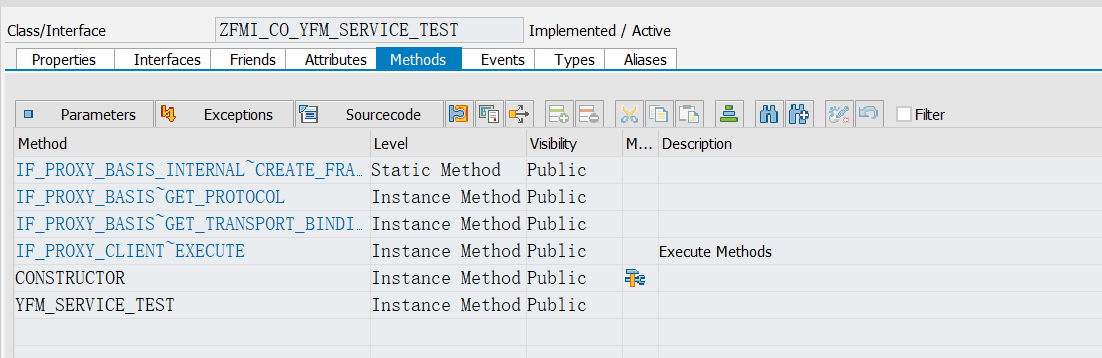 Class/Interface ZFMI_CO_YFM_SERVICE_TEST Implemented / Active
Properties Interfaces Friends Attributes Methods Events Types Aliases
Parameters Exceptions Sourcecode Filter
Method Level Visibility M... Description
IF_PROXY_BASIS_INTERNAL~CREATE_FRA... Static Method Public
IF_PROXY_BASIS~GET_PROTOCOL Instance Method Public
IF_PROXY_BASIS~GET_TRANSPORT_BINDI... Instance Method Public
IF_PROXY_CLIENT~EXECUTE Instance Method Public Execute Methods
CONSTRUCTOR Instance Method Public
YFM_SERVICE_TEST Instance Method Public